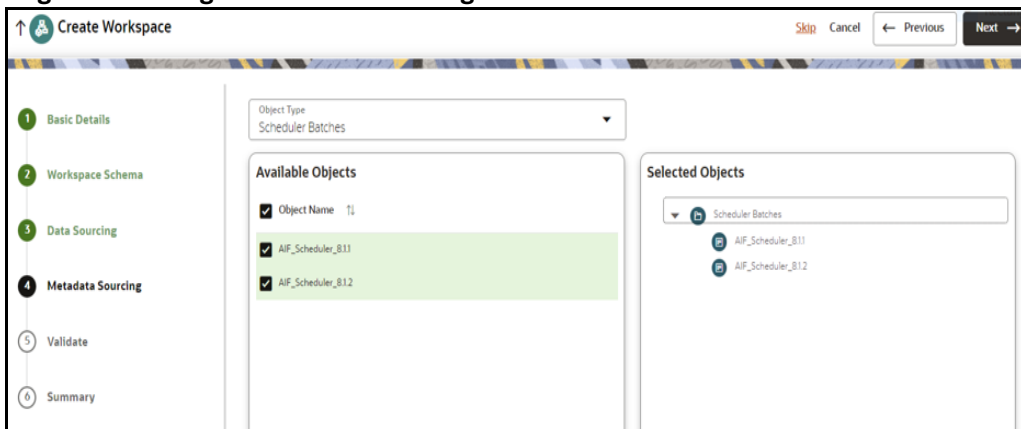 Create Workspace
Skip Cancel ← Previous Next →
1 Basic Details
2 Workspace Schema
3 Data Sourcing
4 Metadata Sourcing
5 Validate
6 Summary
Object Type
Scheduler Batches
Available Objects
Object Name
AIF_Scheduler_8.1.1
AIF_Scheduler_8.1.2
Selected Objects
Scheduler Batches
AIF_Scheduler_8.1.1
AIF_Scheduler_8.1.2